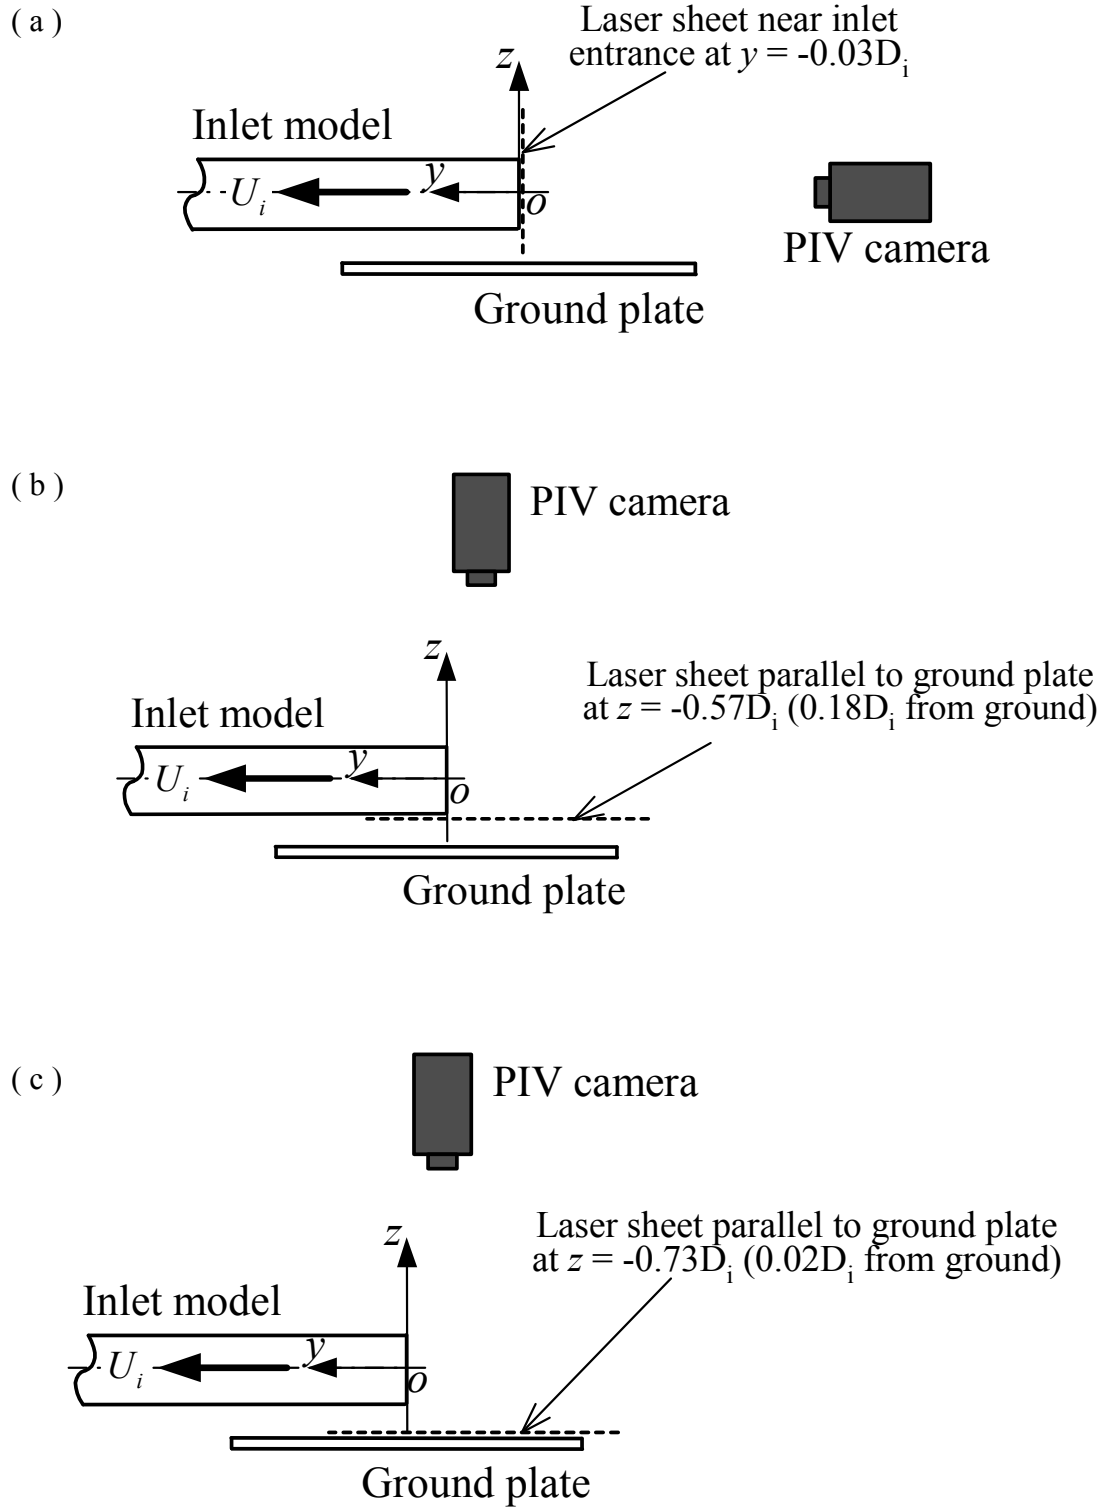 ( a )
Laser sheet near inlet
entrance at y = -0.03Di
z
Inlet model
Ui
y
o
PIV camera
Ground plate
( b )
PIV camera
z
Laser sheet parallel to ground plate
at z = -0.57Di (0.18Di from ground)
Inlet model
Ui
y
o
Ground plate
( c )
PIV camera
z
Laser sheet parallel to ground plate
at z = -0.73Di (0.02Di from ground)
Inlet model
Ui
y
o
Ground plate